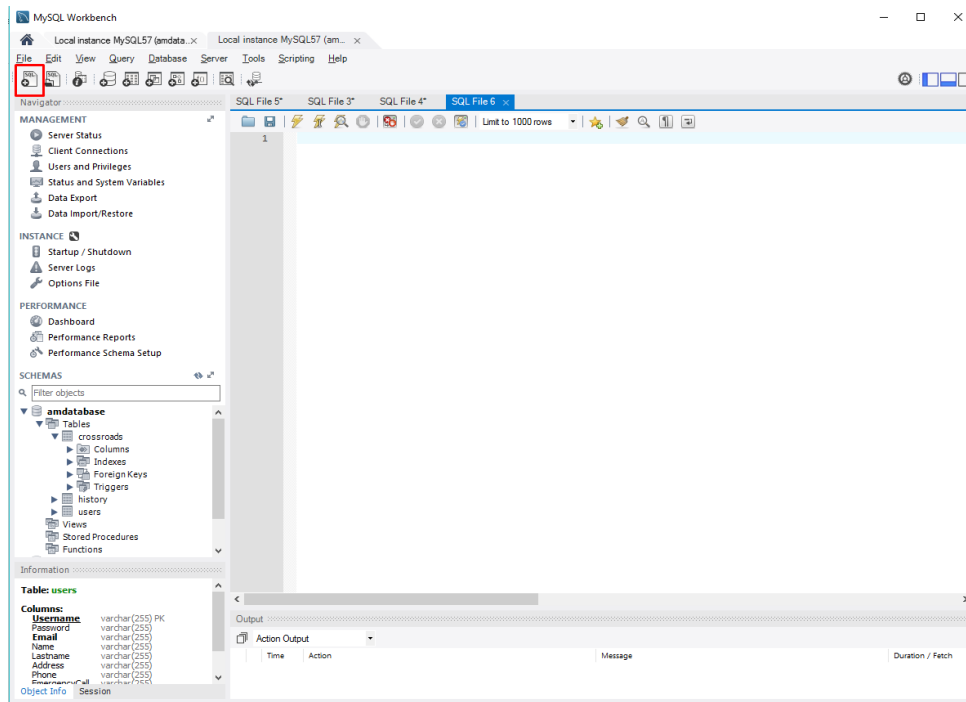 MySQL Workbench
Local instance MySQL57 (amdata.. × Local instance MySQL57 (am... ×
File Edit View Query Database Server Tools Scripting Help
SQL SQL
Navigator
SQL File 5* SQL File 3* SQL File 4* SQL File 6 ×
MANAGEMENT
Limit to 1000 rows
Server Status
1
Client Connections
Users and Privileges
Status and System Variables
Data Export
Data Import/Restore
INSTANCE
Startup / Shutdown
Server Logs
Options File
PERFORMANCE
Dashboard
Performance Reports
Performance Schema Setup
SCHEMAS
Filter objects
amdatabase
Tables
crossroads
Columns
Indexes
Foreign Keys
Triggers
history
users
Views
Stored Procedures
Functions
Information
Table: users
Columns:
Username varchar(255) PK
Password varchar(255)
Email varchar(255)
Name varchar(255)
Lastname varchar(255)
Address varchar(255)
Phone varchar(255)
EmergencyCall varchar(255)
Object Info Session
Output
Action Output
Time Action Message Duration / Fetch